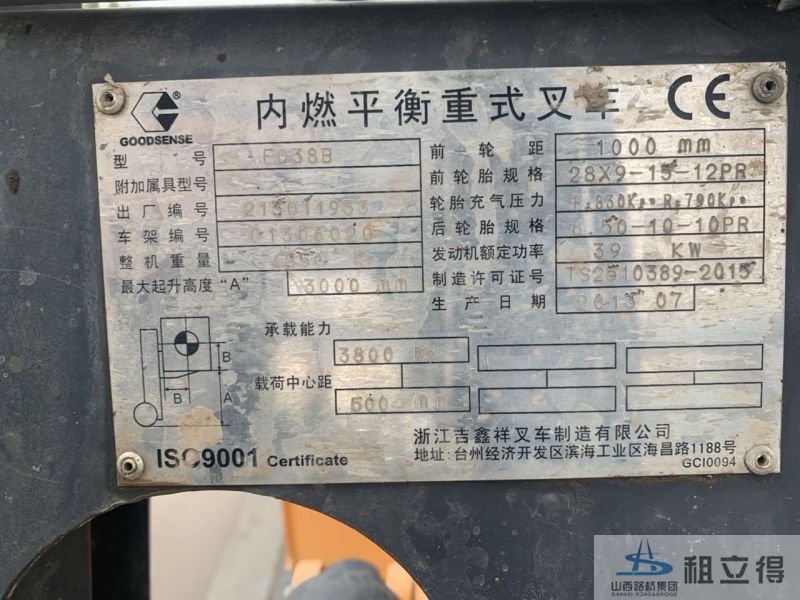 GOODSENSE ®
内燃平衡重式叉车 CE
型号 FD38B
附加属具型号
出厂编号 213011933
车架编号
整机重量
最大起升高度“A” 3000 mm
前轮距 1000 mm
前轮胎规格 28X9-15-12PR
轮胎充气压力
后轮胎规格 6.50-10-10PR
发动机额定功率 39 KW
制造许可证号 TS2510389-2015
生产日期 2013 07
B
B
A
承载能力 3800 Kg
载荷中心距 500 mm
浙江吉鑫祥叉车制造有限公司
地址: 台州经济开发区滨海工业区海昌路1188号
ISO9001 Certificate
GCI0094
山西路桥集团
SHANXI ROAD&BRIDGE
租立得